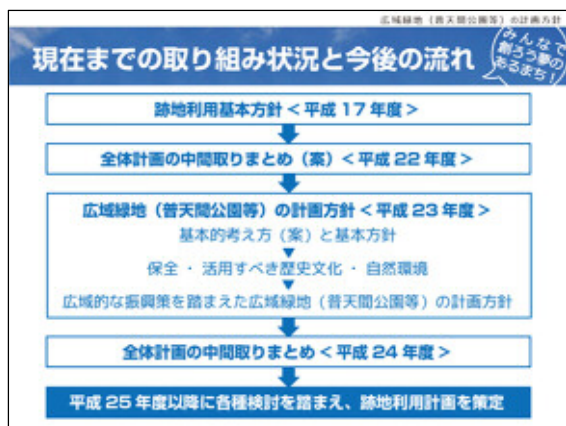 広域緑地(普天間公園等)の計画方針
現在までの取り組み状況と今後の流れ
みんなで
創ろう夢の
あるまち!
跡地利用基本方針<平成17年度>
全体計画の中間取りまとめ(案)<平成22年度>
広域緑地(普天間公園等)の計画方針<平成23年度>
基本的考え方(案)と基本方針
保全・活用すべき歴史文化・自然環境
広域的な振興策を踏まえた広域緑地(普天間公園等)の計画方針
全体計画の中間取りまとめ<平成24年度>
平成25年度以降に各種検討を踏まえ、跡地利用計画を策定